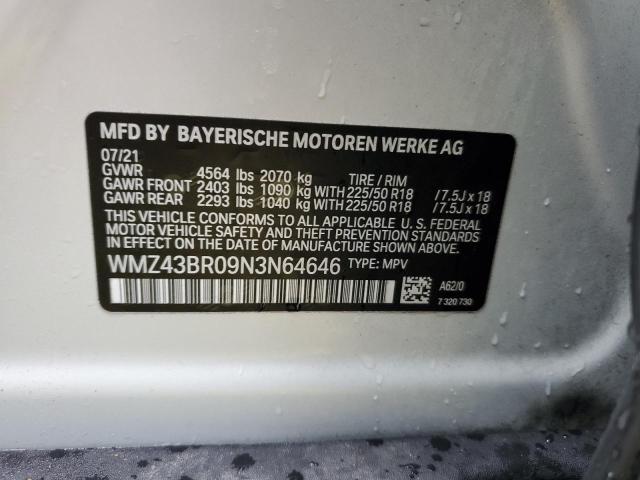 MFD BY BAYERISCHE MOTOREN WERKE AG
07/21
GVWR 4564 lbs 2070 kg TIRE / RIM
GAWR FRONT 2403 lbs 1090 kg WITH 225/50 R18 /7.5J x 18
GAWR REAR 2293 lbs 1040 kg WITH 225/50 R18 /7.5J x 18
THIS VEHICLE CONFORMS TO ALL APPLICABLE U. S. FEDERAL
MOTOR VEHICLE SAFETY, BUMPER, AND THEFT PREVENTION
STANDARDS IN EFFECT ON THE DATE OF MANUFACTURE SHOWN ABOVE.
WMZ43BR09N3N64646 TYPE: MPV
A62/0
7 320 730